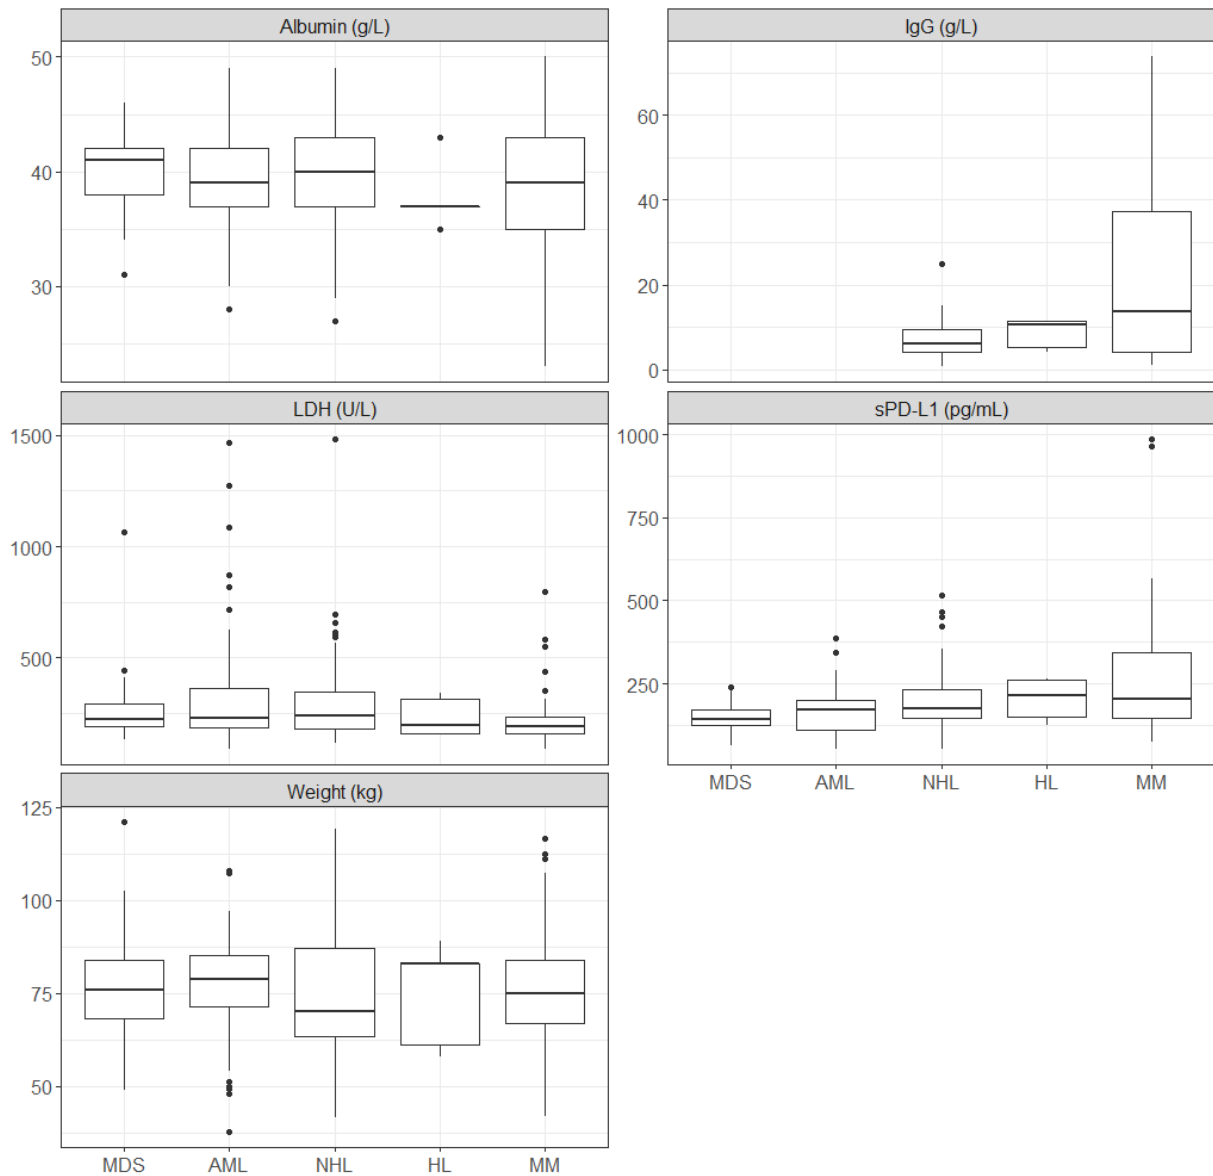 Albumin (g/L)
50
40
30
IgG (g/L)
60
40
20
0
LDH (U/L)
1500
1000
500
sPD-L1 (pg/mL)
1000
750
500
250
MDS AML NHL HL MM
Weight (kg)
125
100
75
50
MDS AML NHL HL MM